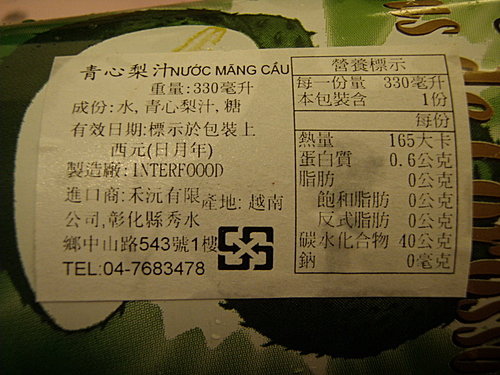 青心梨汁NƯỚC MÃNG CẦU
重量:330毫升
成份:水,青心梨汁,糖
有效日期:標示於包裝上
西元(日月年)
製造廠:INTERFOOOD
進口商:禾沅有限 產地:越南
公司,彰化縣秀水
鄉中山路543號1樓
TEL:04-7683478
營養標示
每一份量 330毫升
本包裝含 1份
每份
熱量 165大卡
蛋白質 0.6公克
脂肪 0公克
飽和脂肪 0公克
反式脂肪 0公克
碳水化合物 40公克
鈉 0毫克